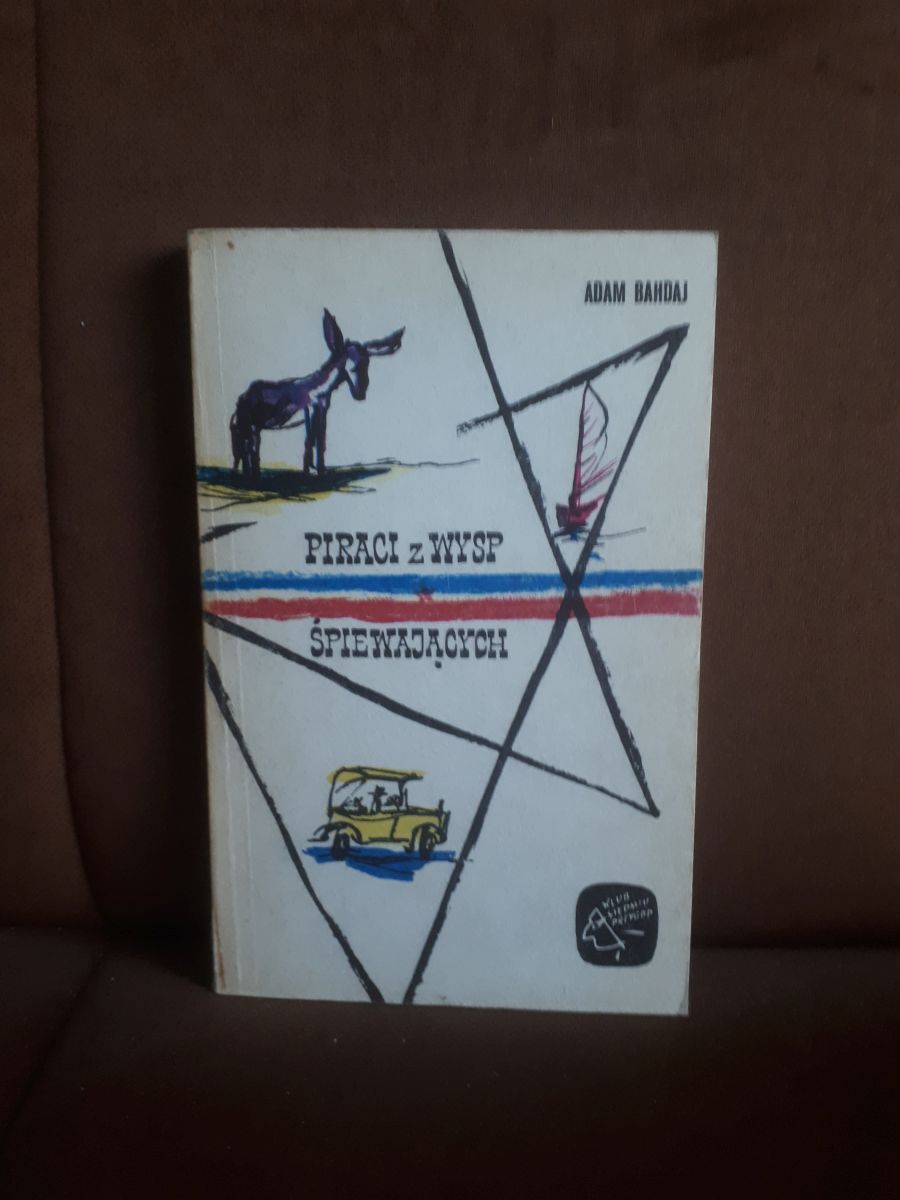 ADAM BAHDAJ
PIRACI z WYSP
ŚPIEWAJĄCYCH
KLUB
SIEDMIU
PRZYGÓD